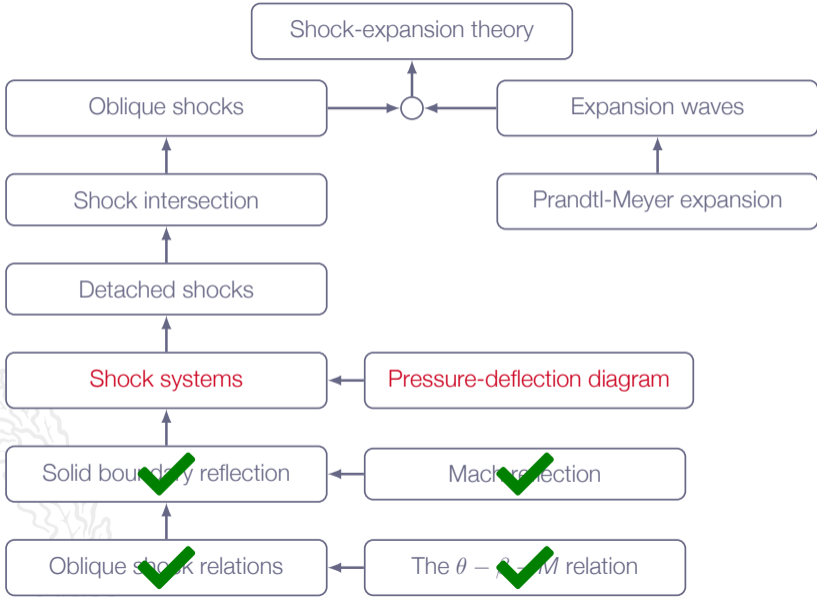 Shock-expansion theory
Oblique shocks
Expansion waves
Shock intersection
Prandtl-Meyer expansion
Detached shocks
Shock systems
Pressure-deflection diagram
Solid boundary reflection
Mach reflection
Oblique shock relations
The θ − β − M relation